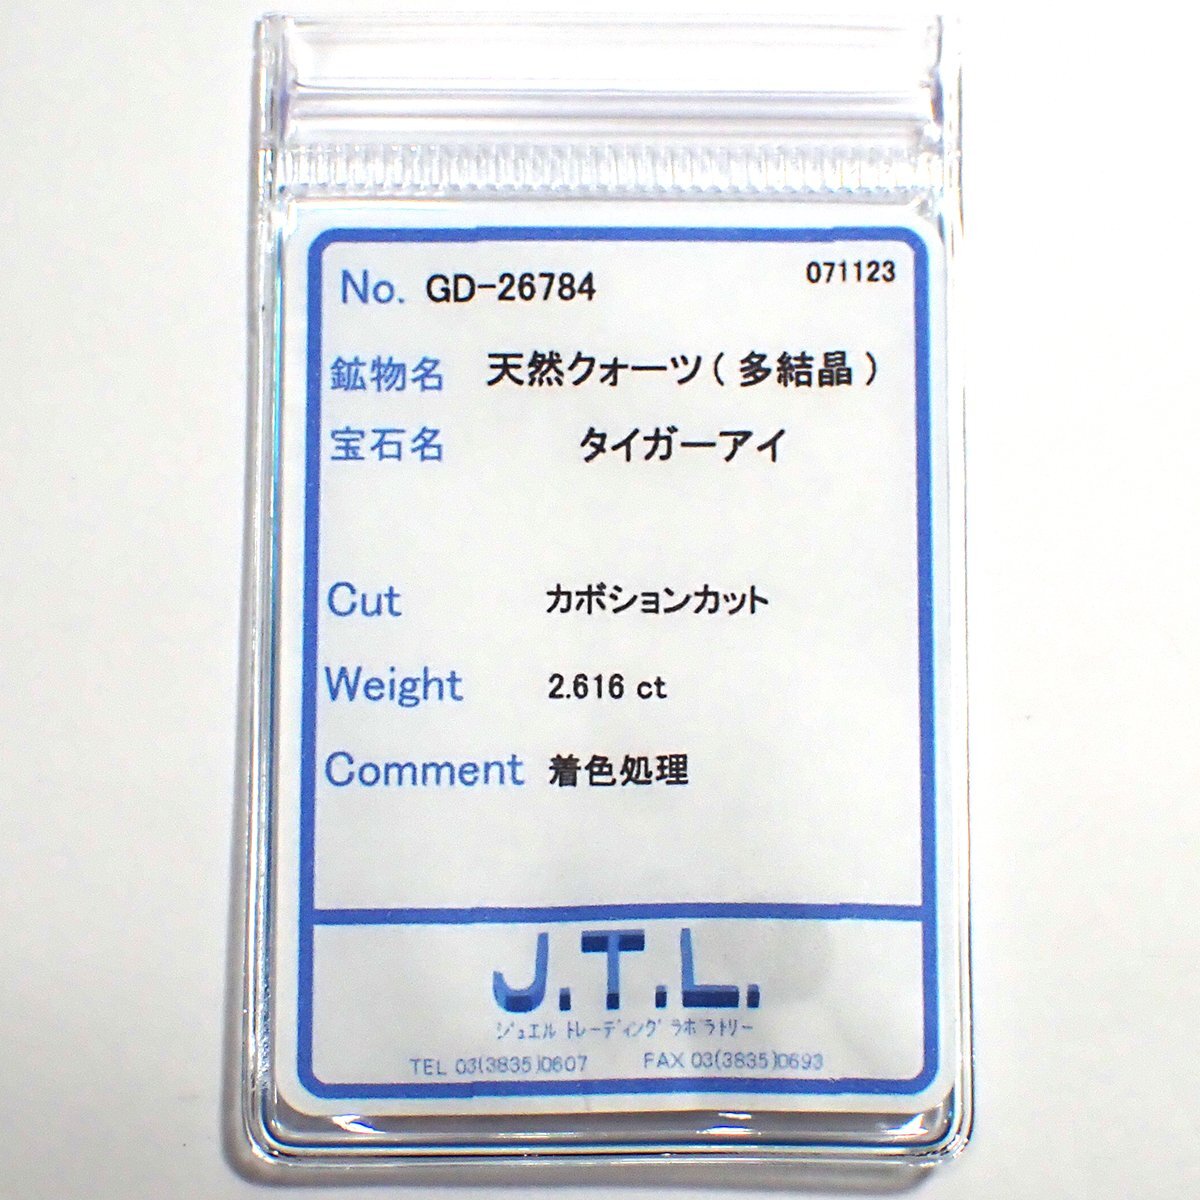 No. GD-26784 071123
鉱物名 天然クォーツ( 多結晶 )
宝石名 タイガーアイ
Cut カボションカット
Weight 2.616 ct
Comment 着色処理
J.T.L.
ジュエル トレーディング ラボラトリー
TEL 03(3835)0607 FAX 03(3835)0693